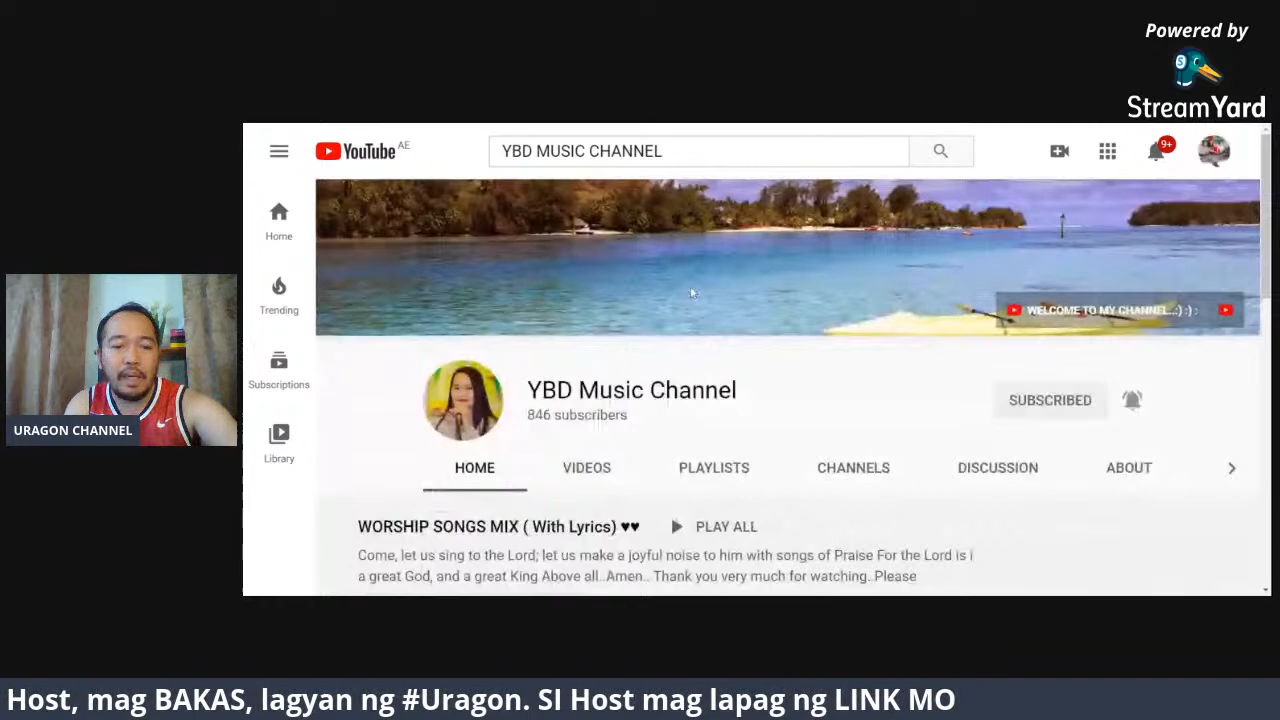 Powered by
StreamYard
YouTube AE
YBD MUSIC CHANNEL
9+
Home
Trending
Subscriptions
Library
WELCOME TO MY CHANNEL..:) :) :
YBD Music Channel
846 subscribers
SUBSCRIBED
HOME VIDEOS PLAYLISTS CHANNELS DISCUSSION ABOUT
WORSHIP SONGS MIX ( With Lyrics) ♥♥ PLAY ALL
Come, let us sing to the Lord; let us make a joyful noise to him with songs of Praise For the Lord is i
a great God, and a great King Above all..Amen.. Thank you very much for watching..Please
URAGON CHANNEL
Host, mag BAKAS, lagyan ng #Uragon. SI Host mag lapag ng LINK MO